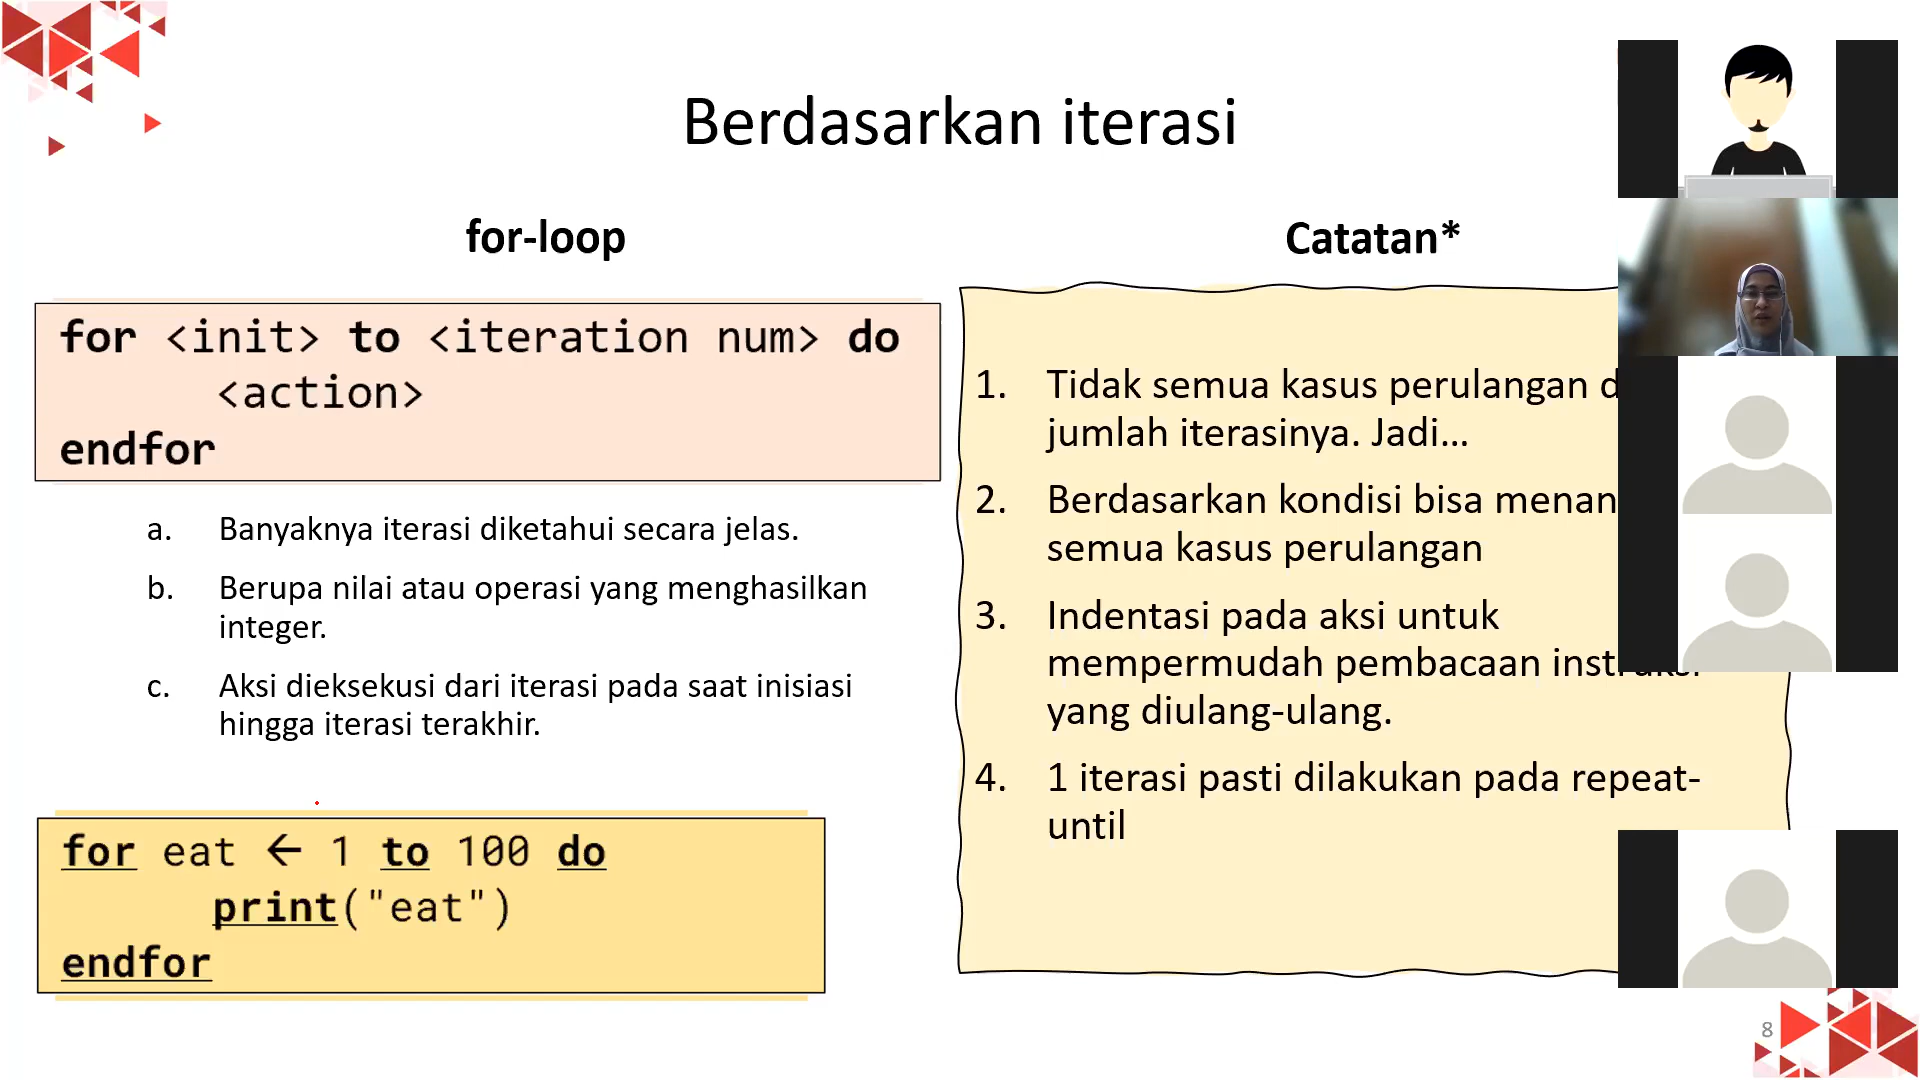 Berdasarkan iterasi
for-loop
for <init> to <iteration num> do
<action>
endfor
a. Banyaknya iterasi diketahui secara jelas.
b. Berupa nilai atau operasi yang menghasilkan
integer.
c. Aksi dieksekusi dari iterasi pada saat inisiasi
hingga iterasi terakhir.
for eat ← 1 to 100 do
print("eat")
endfor
Catatan*
1. Tidak semua kasus perulangan
jumlah iterasinya. Jadi...
2. Berdasarkan kondisi bisa
semua kasus perulangan
3. Indentasi pada aksi untuk
mempermudah pembacaan
yang diulang-ulang.
4. 1 iterasi pasti dilakukan pada repeat-
until
8